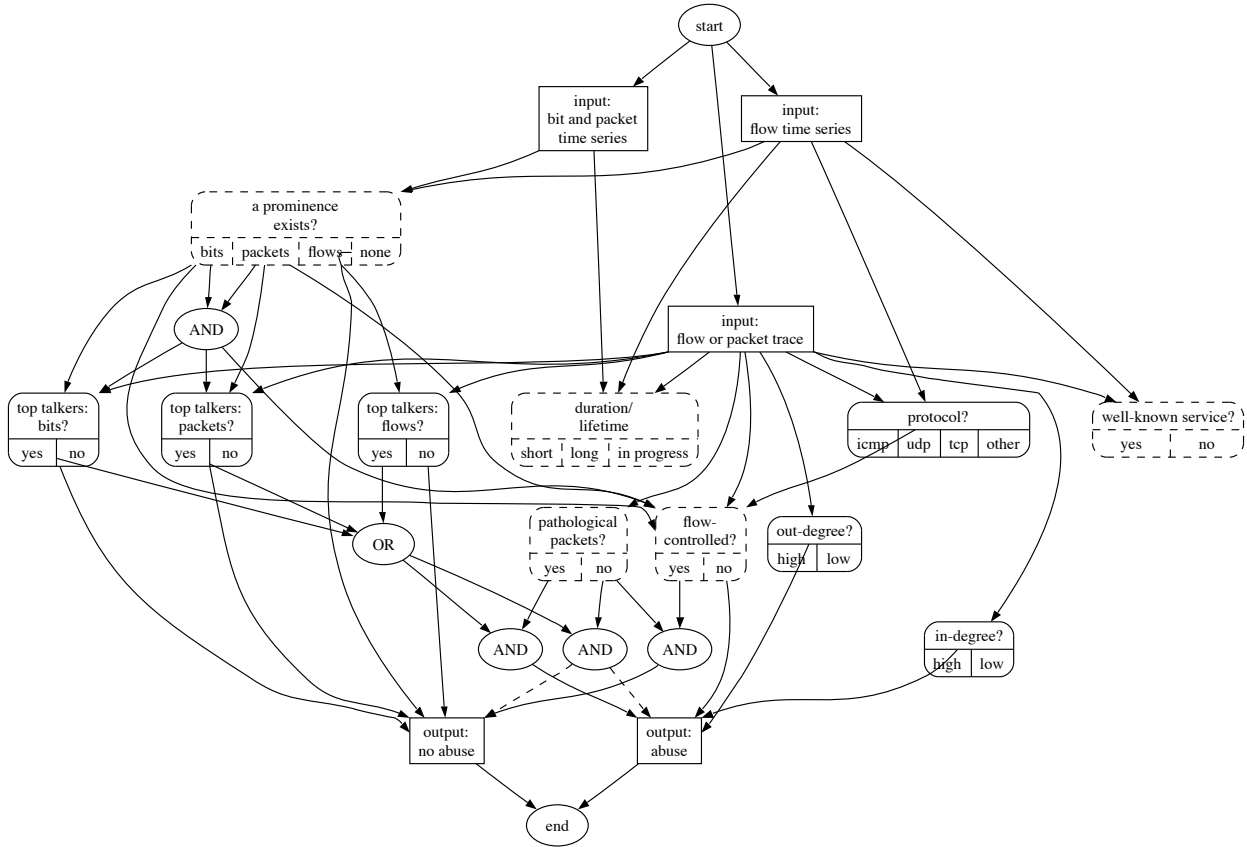 start
input:
bit and packet
time series
input:
flow time series
a prominence
exists?
bits packets flows none
AND
input:
flow or packet trace
top talkers:
bits?
yes no
top talkers:
packets?
yes no
top talkers:
flows?
yes no
duration/
lifetime
short long in progress
protocol?
icmp udp tcp other
well-known service?
yes no
OR
pathological
packets?
yes no
flow-
controlled?
yes no
out-degree?
high low
AND
AND
AND
in-degree?
high low
output:
no abuse
output:
abuse
end